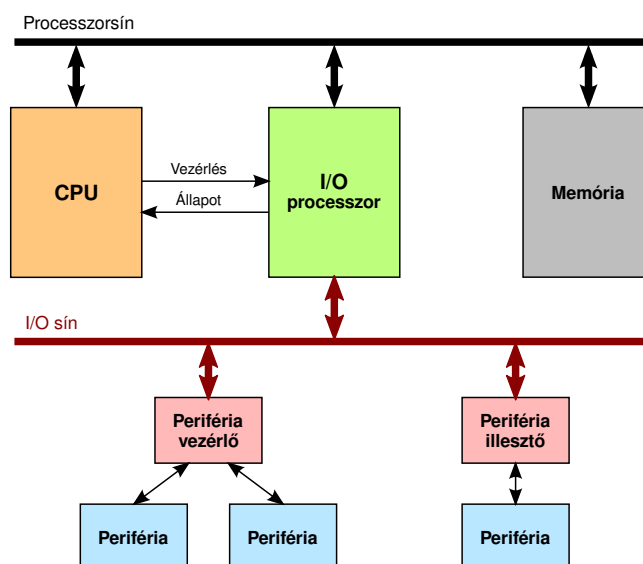 Processzorsín
CPU
Vezérlés
Állapot
I/O
processzor
Memória
I/O sín
Periféria
vezérlő
Periféria
illesztő
Periféria
Periféria
Periféria